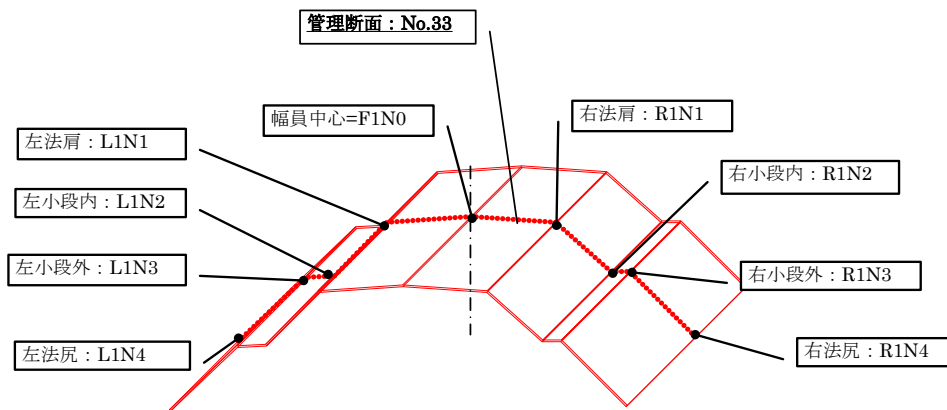 管理断面：No.33
幅員中心=F1N0
右法肩：R1N1
左法肩：L1N1
右小段内：R1N2
左小段内：L1N2
左小段外：L1N3
右小段外：R1N3
左法尻：L1N4
右法尻：R1N4